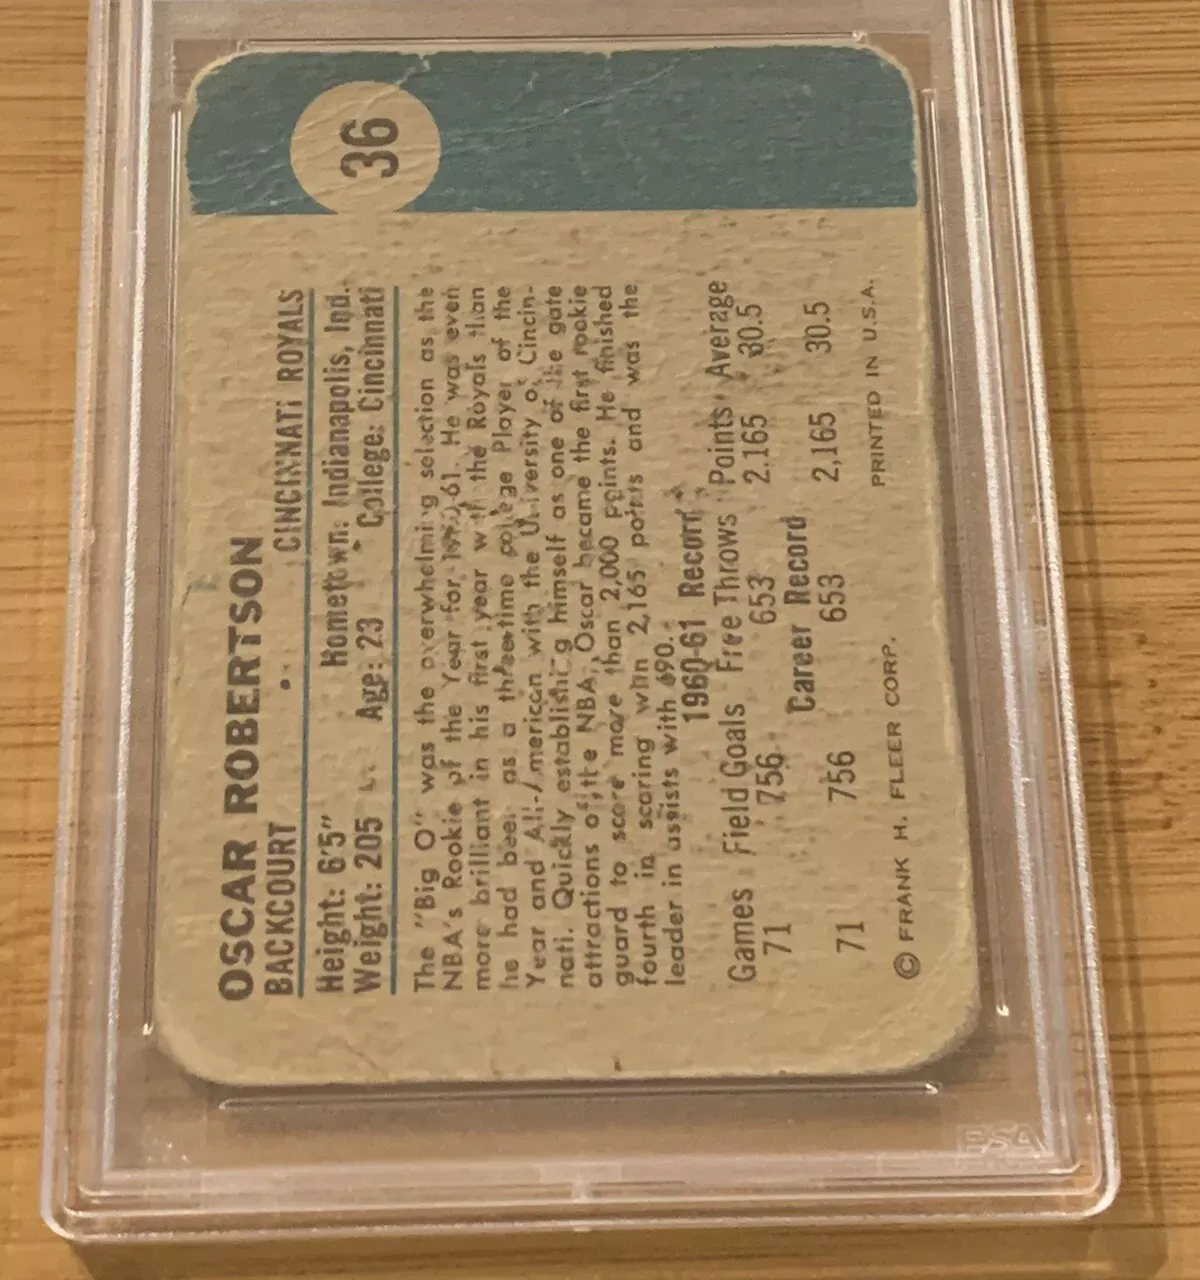 36
OSCAR ROBERTSON
BACKCOURT CINCINNATI ROYALS
Height: 6'5" Hometown: Indianapolis, Ind.
Weight: 205 Age: 23 College: Cincinnati
The "Big O" was the overwhelming selection as the
NBA's Rookie of the Year for 1960-61. He was even
more brilliant in his first year with the Royals than
he had been as a three-time college Player of the
Year and All-American with the University of Cincin-
nati. Quickly establishing himself as one of the gate
attractions of the NBA, Oscar became the first rookie
guard to score more than 2,000 points. He finished
fourth in scoring with 2,165 points and was the
leader in assists with 690.
1960-61 Record
Games Field Goals Free Throws Points Average
71 756 653 2.165 30.5
Career Record
71 756 653 2,165 30.5
© FRANK H. FLEER CORP. PRINTED IN U.S.A.
PSA